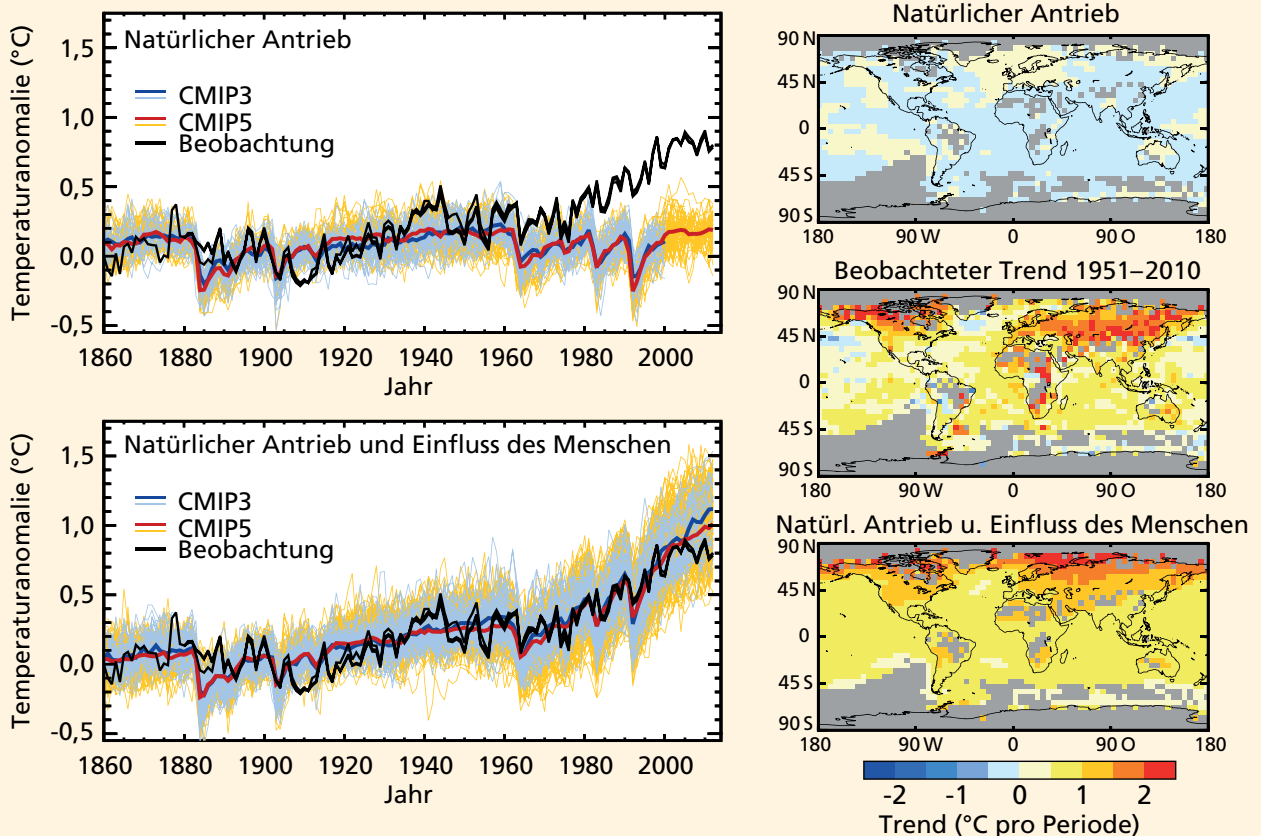 Natürlicher Antrieb
Temperaturanomalie (°C)
1,5
1,0
0,5
0,0
-0,5
CMIP3
CMIP5
Beobachtung
1860 1880 1900 1920 1940 1960 1980 2000
Jahr
Natürlicher Antrieb und Einfluss des Menschen
Temperaturanomalie (°C)
1,5
1,0
0,5
0,0
-0,5
CMIP3
CMIP5
Beobachtung
1860 1880 1900 1920 1940 1960 1980 2000
Jahr
Natürlicher Antrieb
90 N
45 N
0
45 S
90 S
180 90 W 0 90 O 180
Beobachteter Trend 1951–2010
90 N
45 N
0
45 S
90 S
180 90 W 0 90 O 180
Natürl. Antrieb u. Einfluss des Menschen
90 N
45 N
0
45 S
90 S
180 90 W 0 90 O 180
-2 -1 0 1 2
Trend (°C pro Periode)